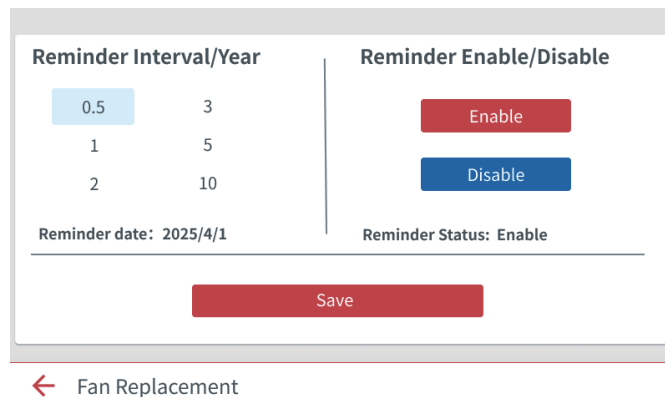 Reminder Interval/Year
0.5 3
1 5
2 10
Reminder date： 2025/4/1
Reminder Enable/Disable
Enable
Disable
Reminder Status: Enable
Save
← Fan Replacement